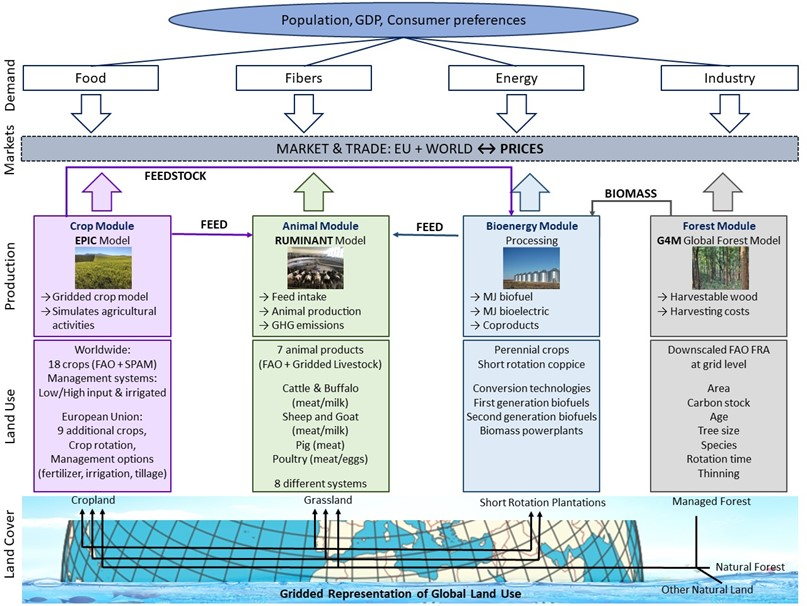 Population, GDP, Consumer preferences
Demand
Food
Fibers
Energy
Industry
Markets
MARKET & TRADE: EU + WORLD ↔ PRICES
FEEDSTOCK
BIOMASS
FEED
FEED
Production
Crop Module
EPIC Model
→ Gridded crop model
→ Simulates agricultural
activities
Animal Module
RUMINANT Model
→ Feed intake
→ Animal production
→ GHG emissions
Bioenergy Module
Processing
→ MJ biofuel
→ MJ bioelectric
→ Coproducts
Forest Module
G4M Global Forest Model
→ Harvestable wood
→ Harvesting costs
Land Use
Worldwide:
18 crops (FAO + SPAM)
Management systems:
Low/High input & irrigated
European Union:
9 additional crops,
Crop rotation,
Management options
(fertilizer, irrigation, tillage)
7 animal products
(FAO + Gridded Livestock)
Cattle & Buffalo
(meat/milk)
Sheep and Goat
(meat/milk)
Pig (meat)
Poultry (meat/eggs)
8 different systems
Perennial crops
Short rotation coppice
Conversion technologies
First generation biofuels
Second generation biofuels
Biomass powerplants
Downscaled FAO FRA
at grid level
Area
Carbon stock
Age
Tree size
Species
Rotation time
Thinning
Land Cover
Cropland
Grassland
Short Rotation Plantations
Managed Forest
Natural Forest
Other Natural Land
Gridded Representation of Global Land Use